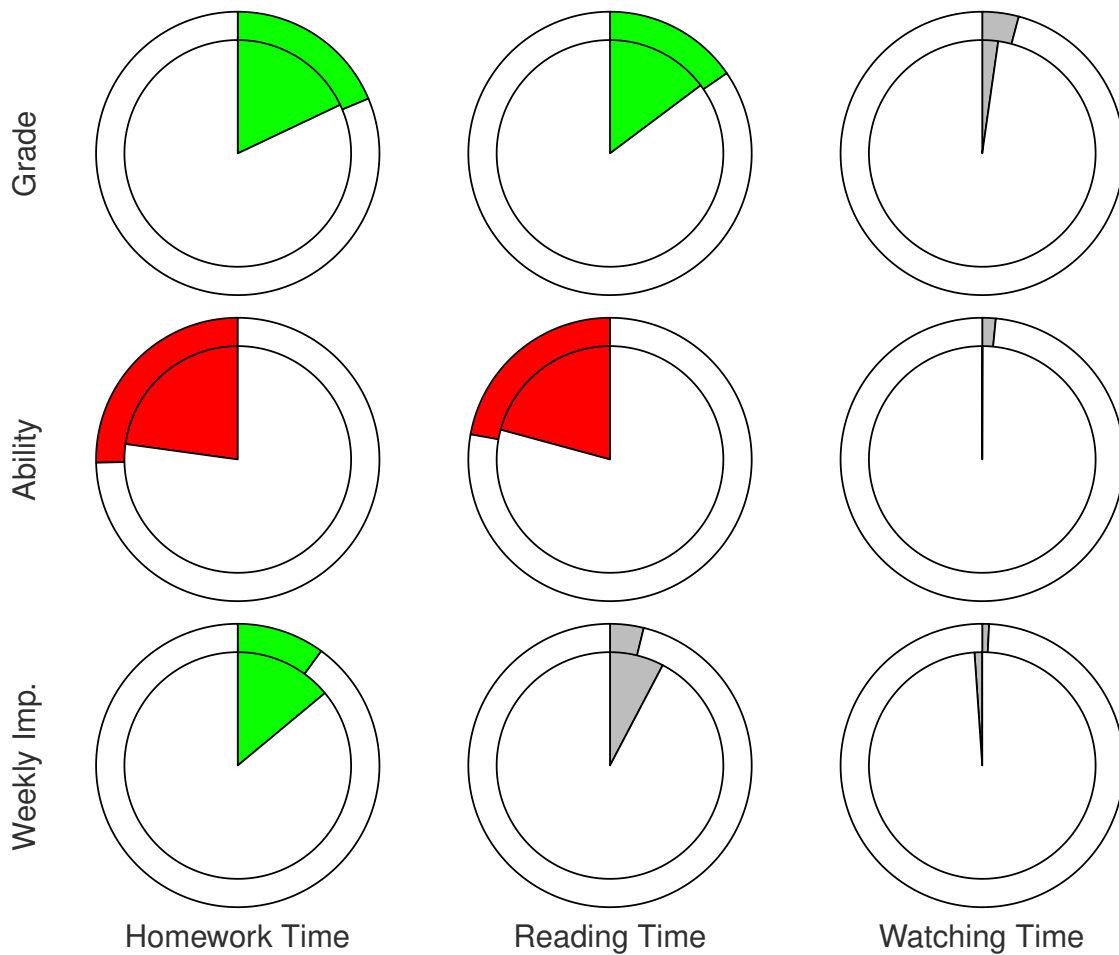 Grade
Ability
Weekly Imp.
Homework Time
Reading Time
Watching Time